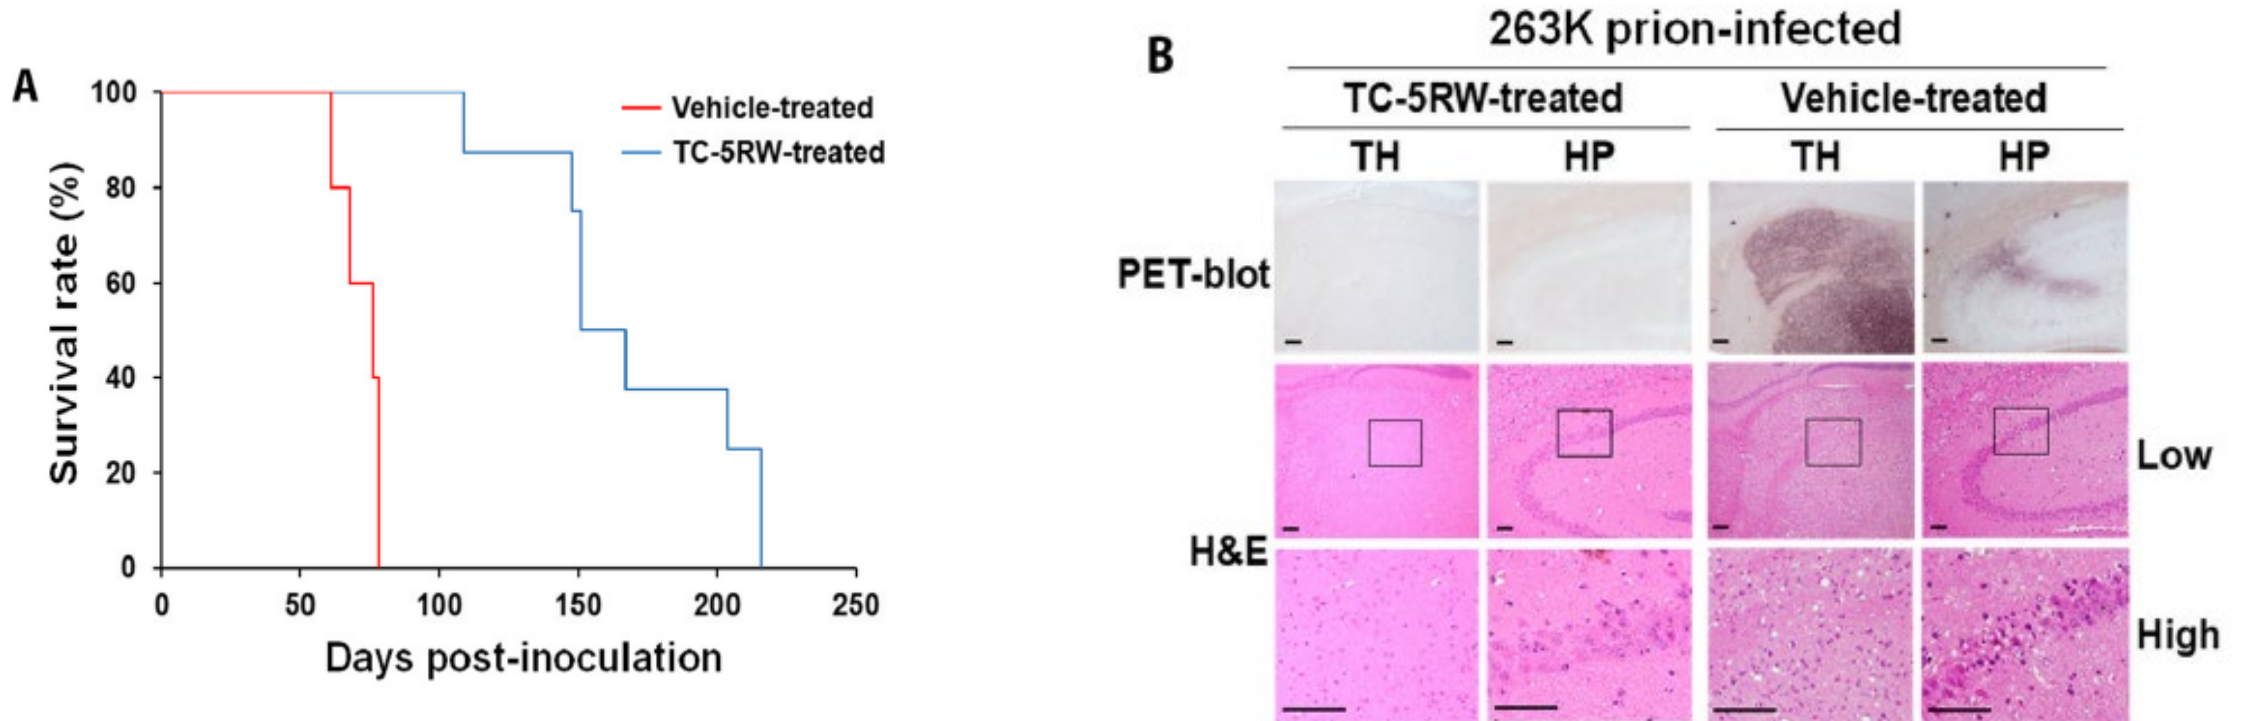 A
100
80
60
40
20
0
Survival rate (%)
0 50 100 150 200 250
Days post-inoculation
Vehicle-treated
TC-5RW-treated
B
263K prion-infected
TC-5RW-treated Vehicle-treated
TH HP TH HP
PET-blot
H&E
Low
High